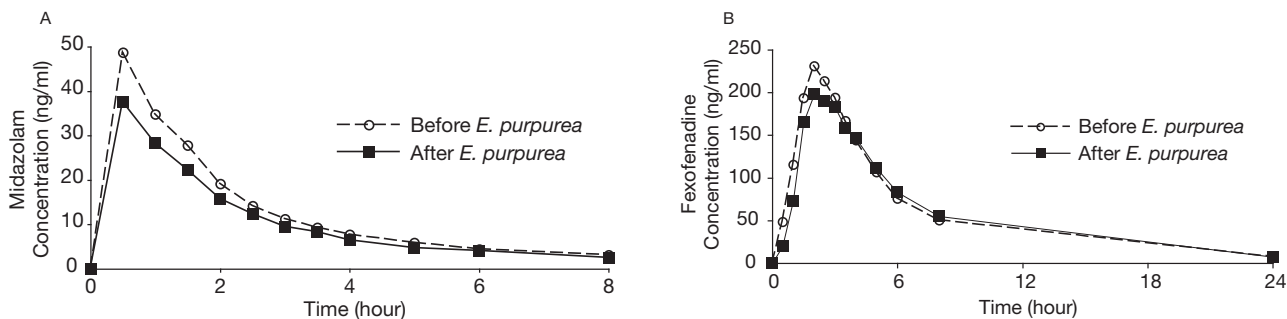 A
Midazolam
Concentration (ng/ml)
50
40
30
20
10
0
0
2
4
6
8
Time (hour)
Before E. purpurea
After E. purpurea
B
Fexofenadine
Concentration (ng/ml)
250
200
150
100
50
0
0
6
12
18
24
Time (hour)
Before E. purpurea
After E. purpurea